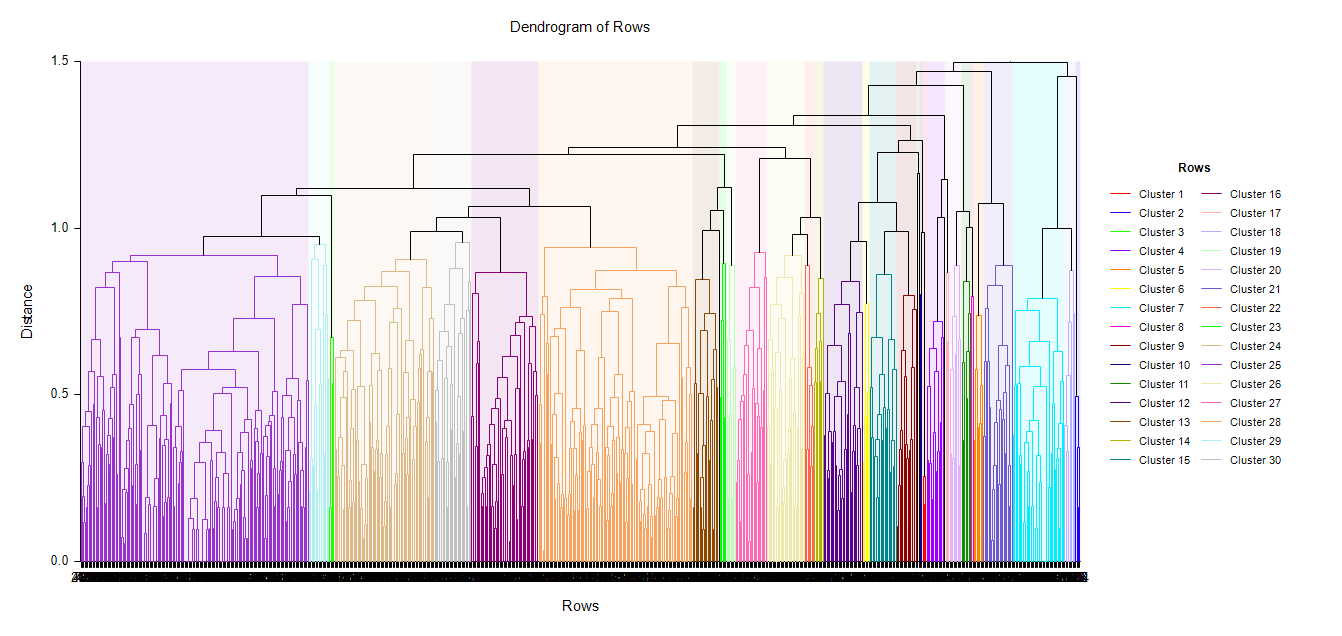 Dendrogram of Rows
1.5
1.0
0.5
0.0
Distance
Rows
Rows
Cluster 1
Cluster 2
Cluster 3
Cluster 4
Cluster 5
Cluster 6
Cluster 7
Cluster 8
Cluster 9
Cluster 10
Cluster 11
Cluster 12
Cluster 13
Cluster 14
Cluster 15
Cluster 16
Cluster 17
Cluster 18
Cluster 19
Cluster 20
Cluster 21
Cluster 22
Cluster 23
Cluster 24
Cluster 25
Cluster 26
Cluster 27
Cluster 28
Cluster 29
Cluster 30